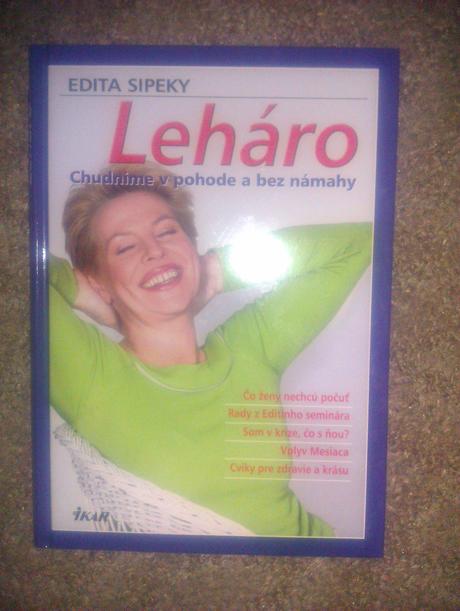 EDITA SIPEKY
Leháro
Chudnime v pohode a bez námahy
Čo ženy nechcú počuť
Rady z Editinho seminára
Som v kríze, čo s ňou?
Vplyv Mesiaca
Cviky pre zdravie a krásu
IKAR